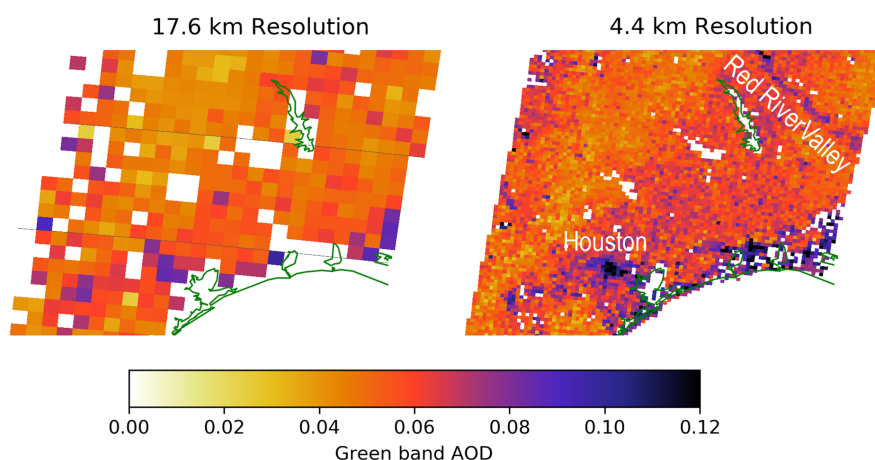 17.6 km Resolution
4.4 km Resolution
Red RiverValley
Houston
0.00 0.02 0.04 0.06 0.08 0.10 0.12
Green band AOD